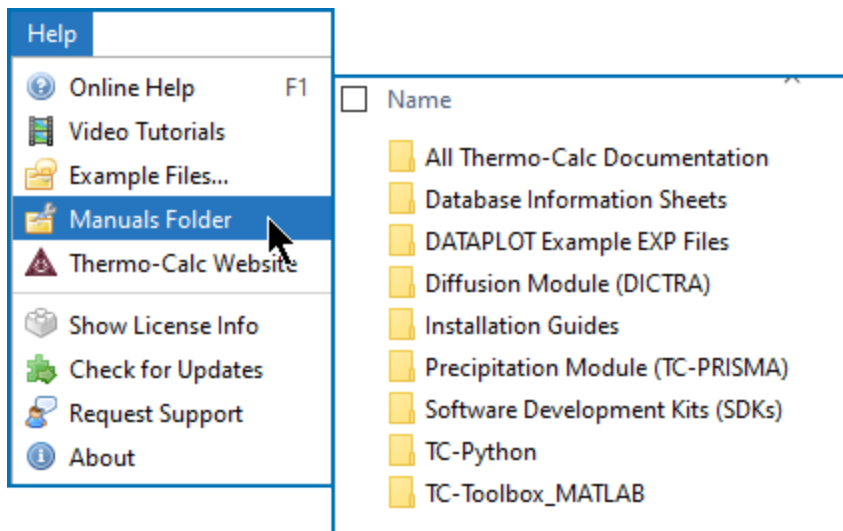 Help
Online Help F1
Video Tutorials
Example Files...
Manuals Folder
Thermo-Calc Website
Show License Info
Check for Updates
Request Support
About
Name
All Thermo-Calc Documentation
Database Information Sheets
DATAPLOT Example EXP Files
Diffusion Module (DICTRA)
Installation Guides
Precipitation Module (TC-PRISMA)
Software Development Kits (SDKs)
TC-Python
TC-Toolbox_MATLAB